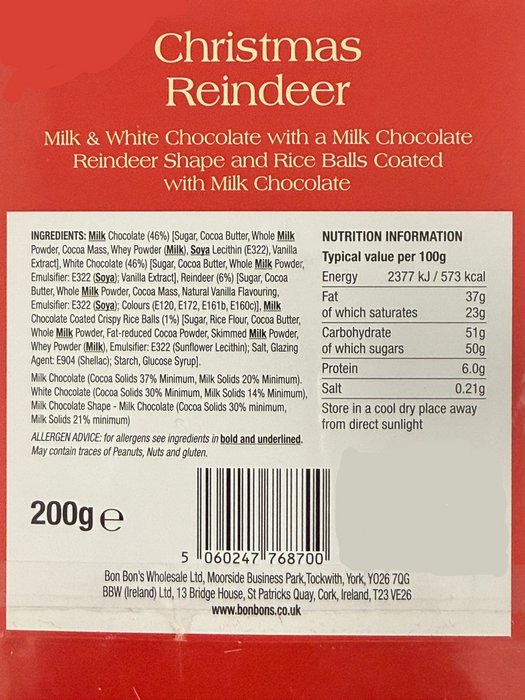 Christmas
Reindeer
Milk & White Chocolate with a Milk Chocolate
Reindeer Shape and Rice Balls Coated
with Milk Chocolate
INGREDIENTS: Milk Chocolate (46%) [Sugar, Cocoa Butter, Whole Milk
Powder, Cocoa Mass, Whey Powder (Milk), Soya Lecithin (E322), Vanilla
Extract], White Chocolate (46%) [Sugar, Cocoa Butter, Whole Milk Powder,
Emulsifier: E322 (Soya); Vanilla Extract], Reindeer (6%) [Sugar, Cocoa
Butter, Whole Milk Powder, Cocoa Mass, Natural Vanilla Flavouring,
Emulsifier: E322 (Soya); Colours (E120, E172, E161b, E160c)], Milk
Chocolate Coated Crispy Rice Balls (1%) [Sugar, Rice Flour, Cocoa Butter,
Whole Milk Powder, Fat-reduced Cocoa Powder, Skimmed Milk Powder,
Whey Powder (Milk), Emulsifier: E322 (Sunflower Lecithin); Salt, Glazing
Agent: E904 (Shellac); Starch, Glucose Syrup].
Milk Chocolate (Cocoa Solids 37% Minimum, Milk Solids 20% Minimum).
White Chocolate (Cocoa Solids 30% Minimum, Milk Solids 14% Minimum),
Milk Chocolate Shape - Milk Chocolate (Cocoa Solids 30% minimum,
Milk Solids 21% minimum)
ALLERGEN ADVICE: for allergens see ingredients in bold and underlined.
May contain traces of Peanuts, Nuts and gluten.
NUTRITION INFORMATION
Typical value per 100g
Energy 2377 kJ / 573 kcal
Fat 37g
of which saturates 23g
Carbohydrate 51g
of which sugars 50g
Protein 6.0g
Salt 0.21g
Store in a cool dry place away
from direct sunlight
200g e
5 060247 768700
Bon Bon's Wholesale Ltd, Moorside Business Park, Tockwith, York, YO26 7QG
BBW (Ireland) Ltd, 13 Bridge House, St Patricks Quay, Cork, Ireland, T23 VE26
www.bonbons.co.uk